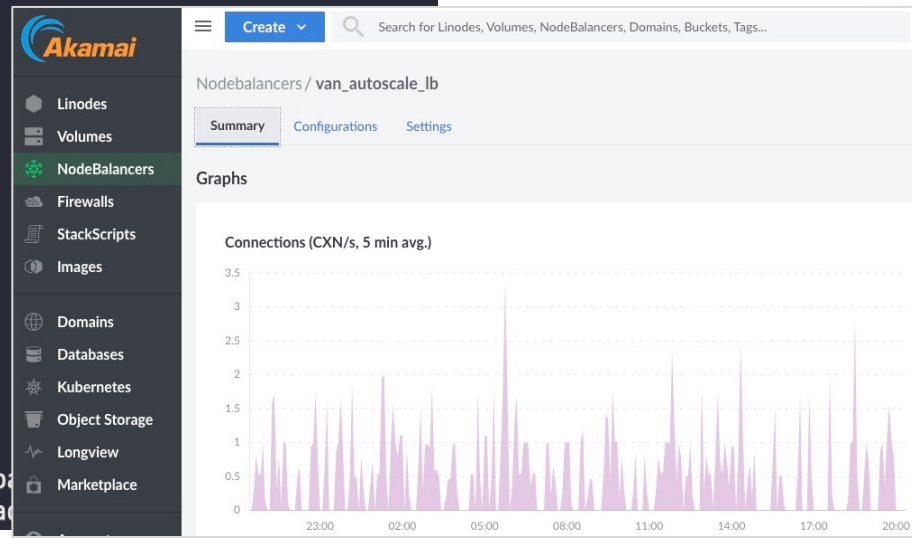 Akamai
Create
Search for Linodes, Volumes, NodeBalancers, Domains, Buckets, Tags...
Nodebalancers / van_autoscale_lb
Summary Configurations Settings
Graphs
Linodes
Volumes
NodeBalancers
Firewalls
StackScripts
Images
Domains
Databases
Kubernetes
Object Storage
Longview
Marketplace
Connections (CXN/s, 5 min avg.)
3.5
3
2.5
2
1.5
1
0.5
0
23:00 02:00 05:00 08:00 11:00 14:00 17:00 20:00